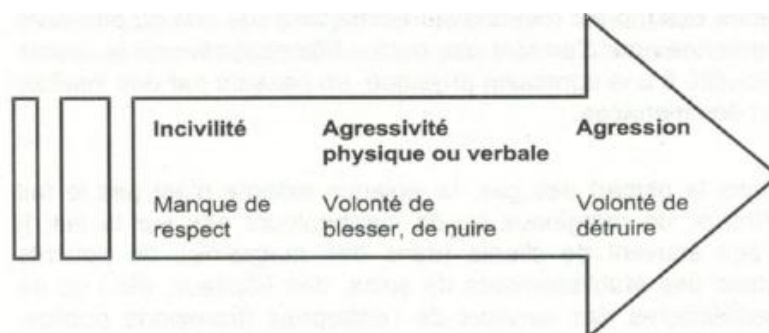 Incivilité
Agressivité
physique ou verbale
Agression
Manque de
respect
Volonté de
blesser, de nuire
Volonté de
détruire